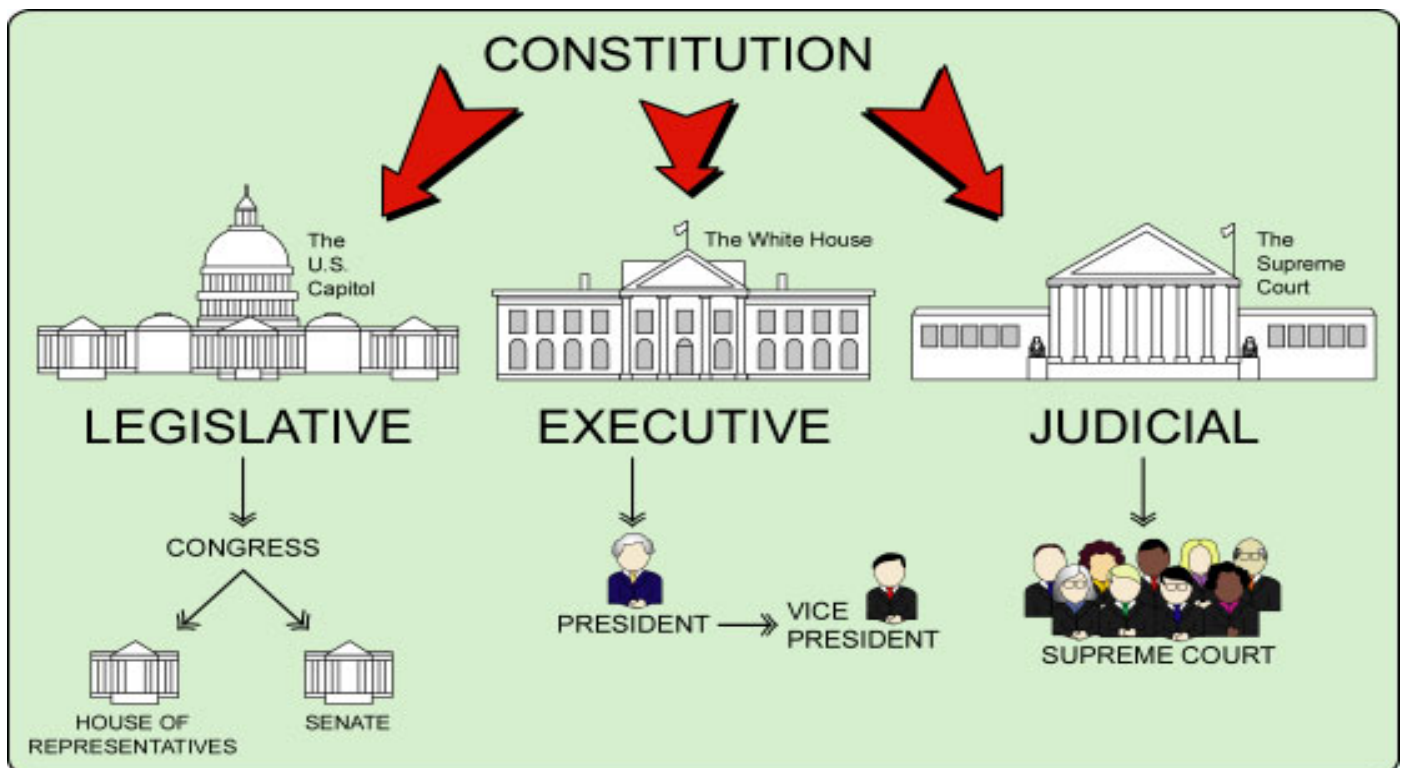 CONSTITUTION
The
U.S.
Capitol
The White House
The
Supreme
Court
LEGISLATIVE
EXECUTIVE
JUDICIAL
CONGRESS
HOUSE OF
REPRESENTATIVES
SENATE
PRESIDENT
VICE
PRESIDENT
SUPREME COURT